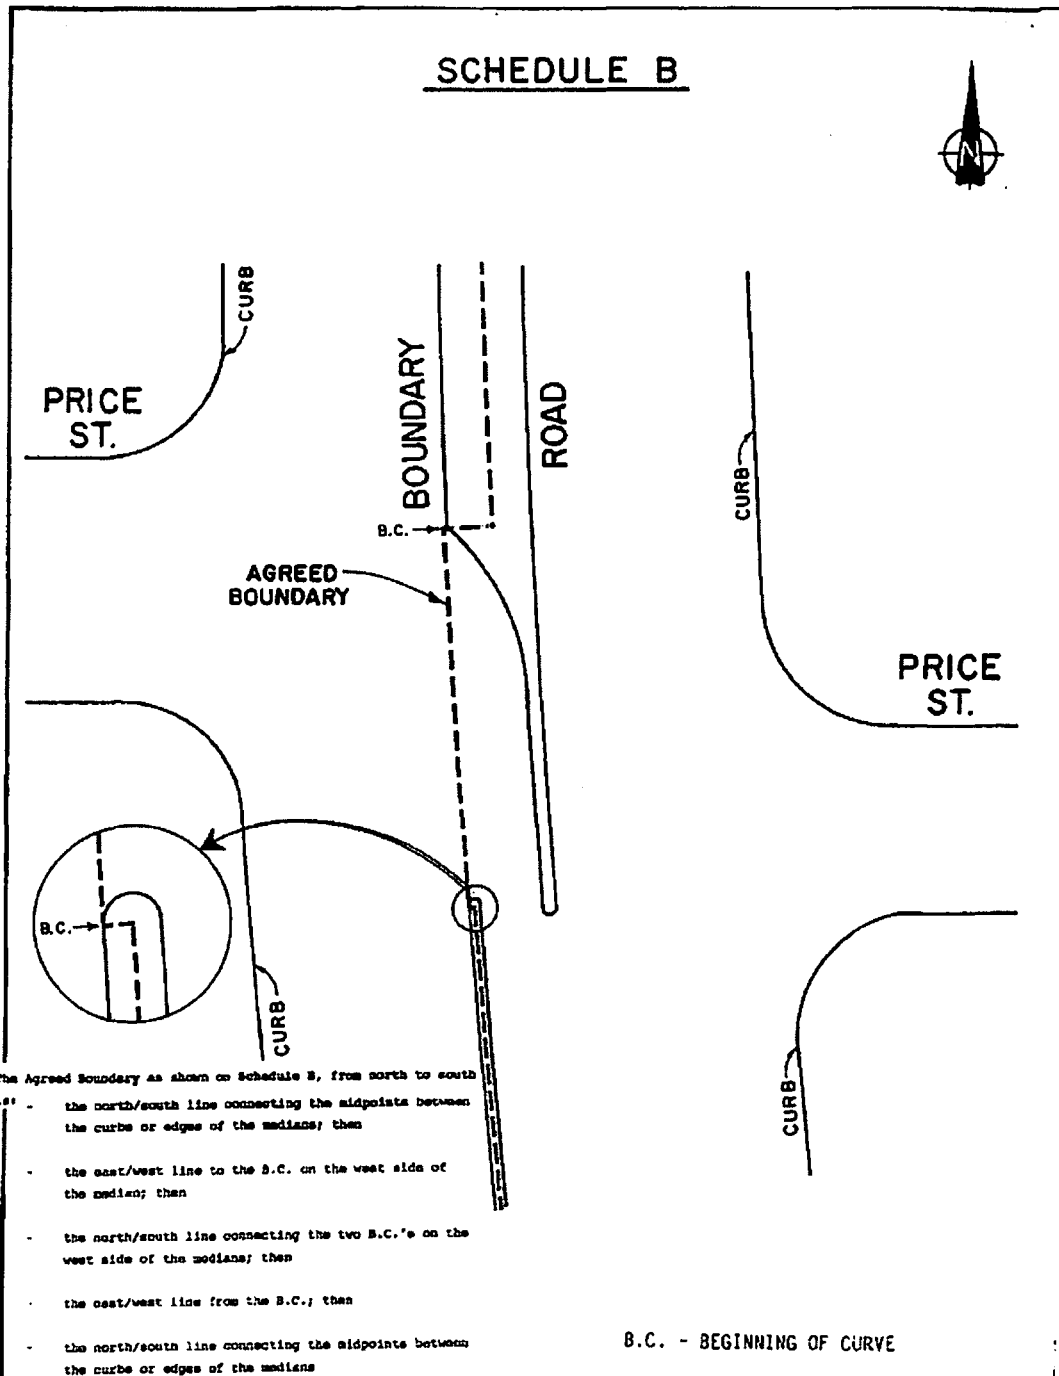 SCHEDULE B
N
CURB
PRICE
ST.
BOUNDARY
ROAD
CURB
B.C.
AGREED
BOUNDARY
PRICE
ST.
B.C.
CURB
CURB
The Agreed Boundary as shown on Schedule B, from north to south
is:
- the north/south line connecting the midpoints between
the curbs or edges of the medians; then
- the east/west line to the B.C. on the west side of
the median; then
- the north/south line connecting the two B.C.'s on the
west side of the medians; then
- the east/west line from the B.C.; then
- the north/south line connecting the midpoints between
the curbs or edges of the medians
B.C. - BEGINNING OF CURVE